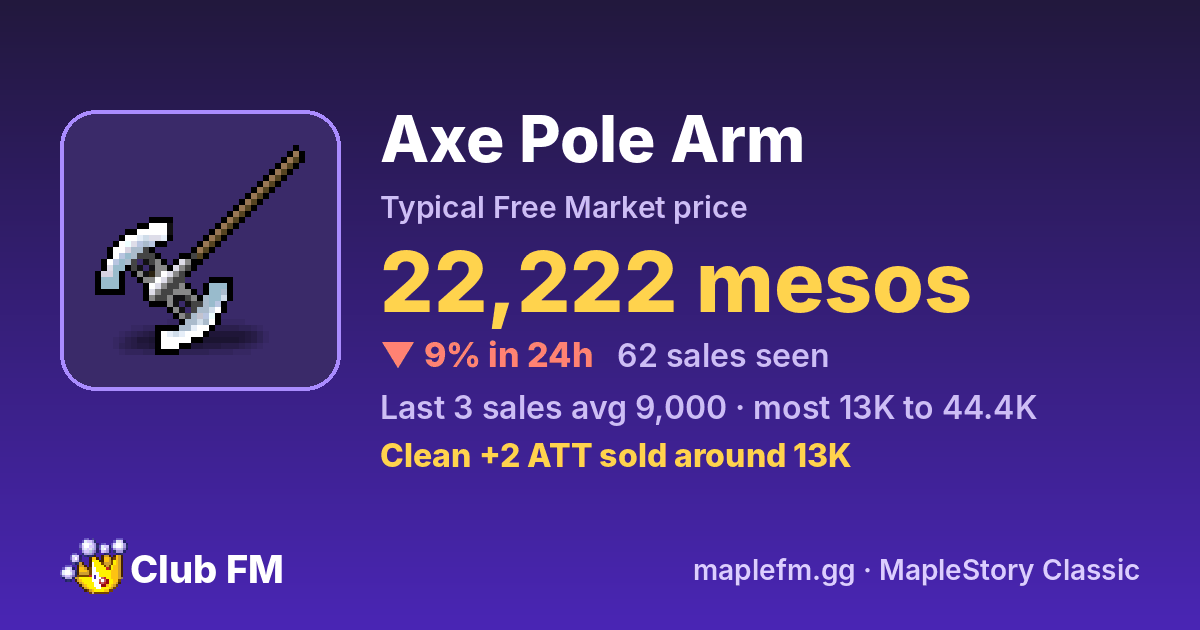 Axe Pole Arm
Typical Free Market price
22,222 mesos
▼ 9% in 24h 62 sales seen
Last 3 sales avg 9,000 · most 13K to 44.4K
Clean +2 ATT sold around 13K
Club FM
maplefm.gg · MapleStory Classic